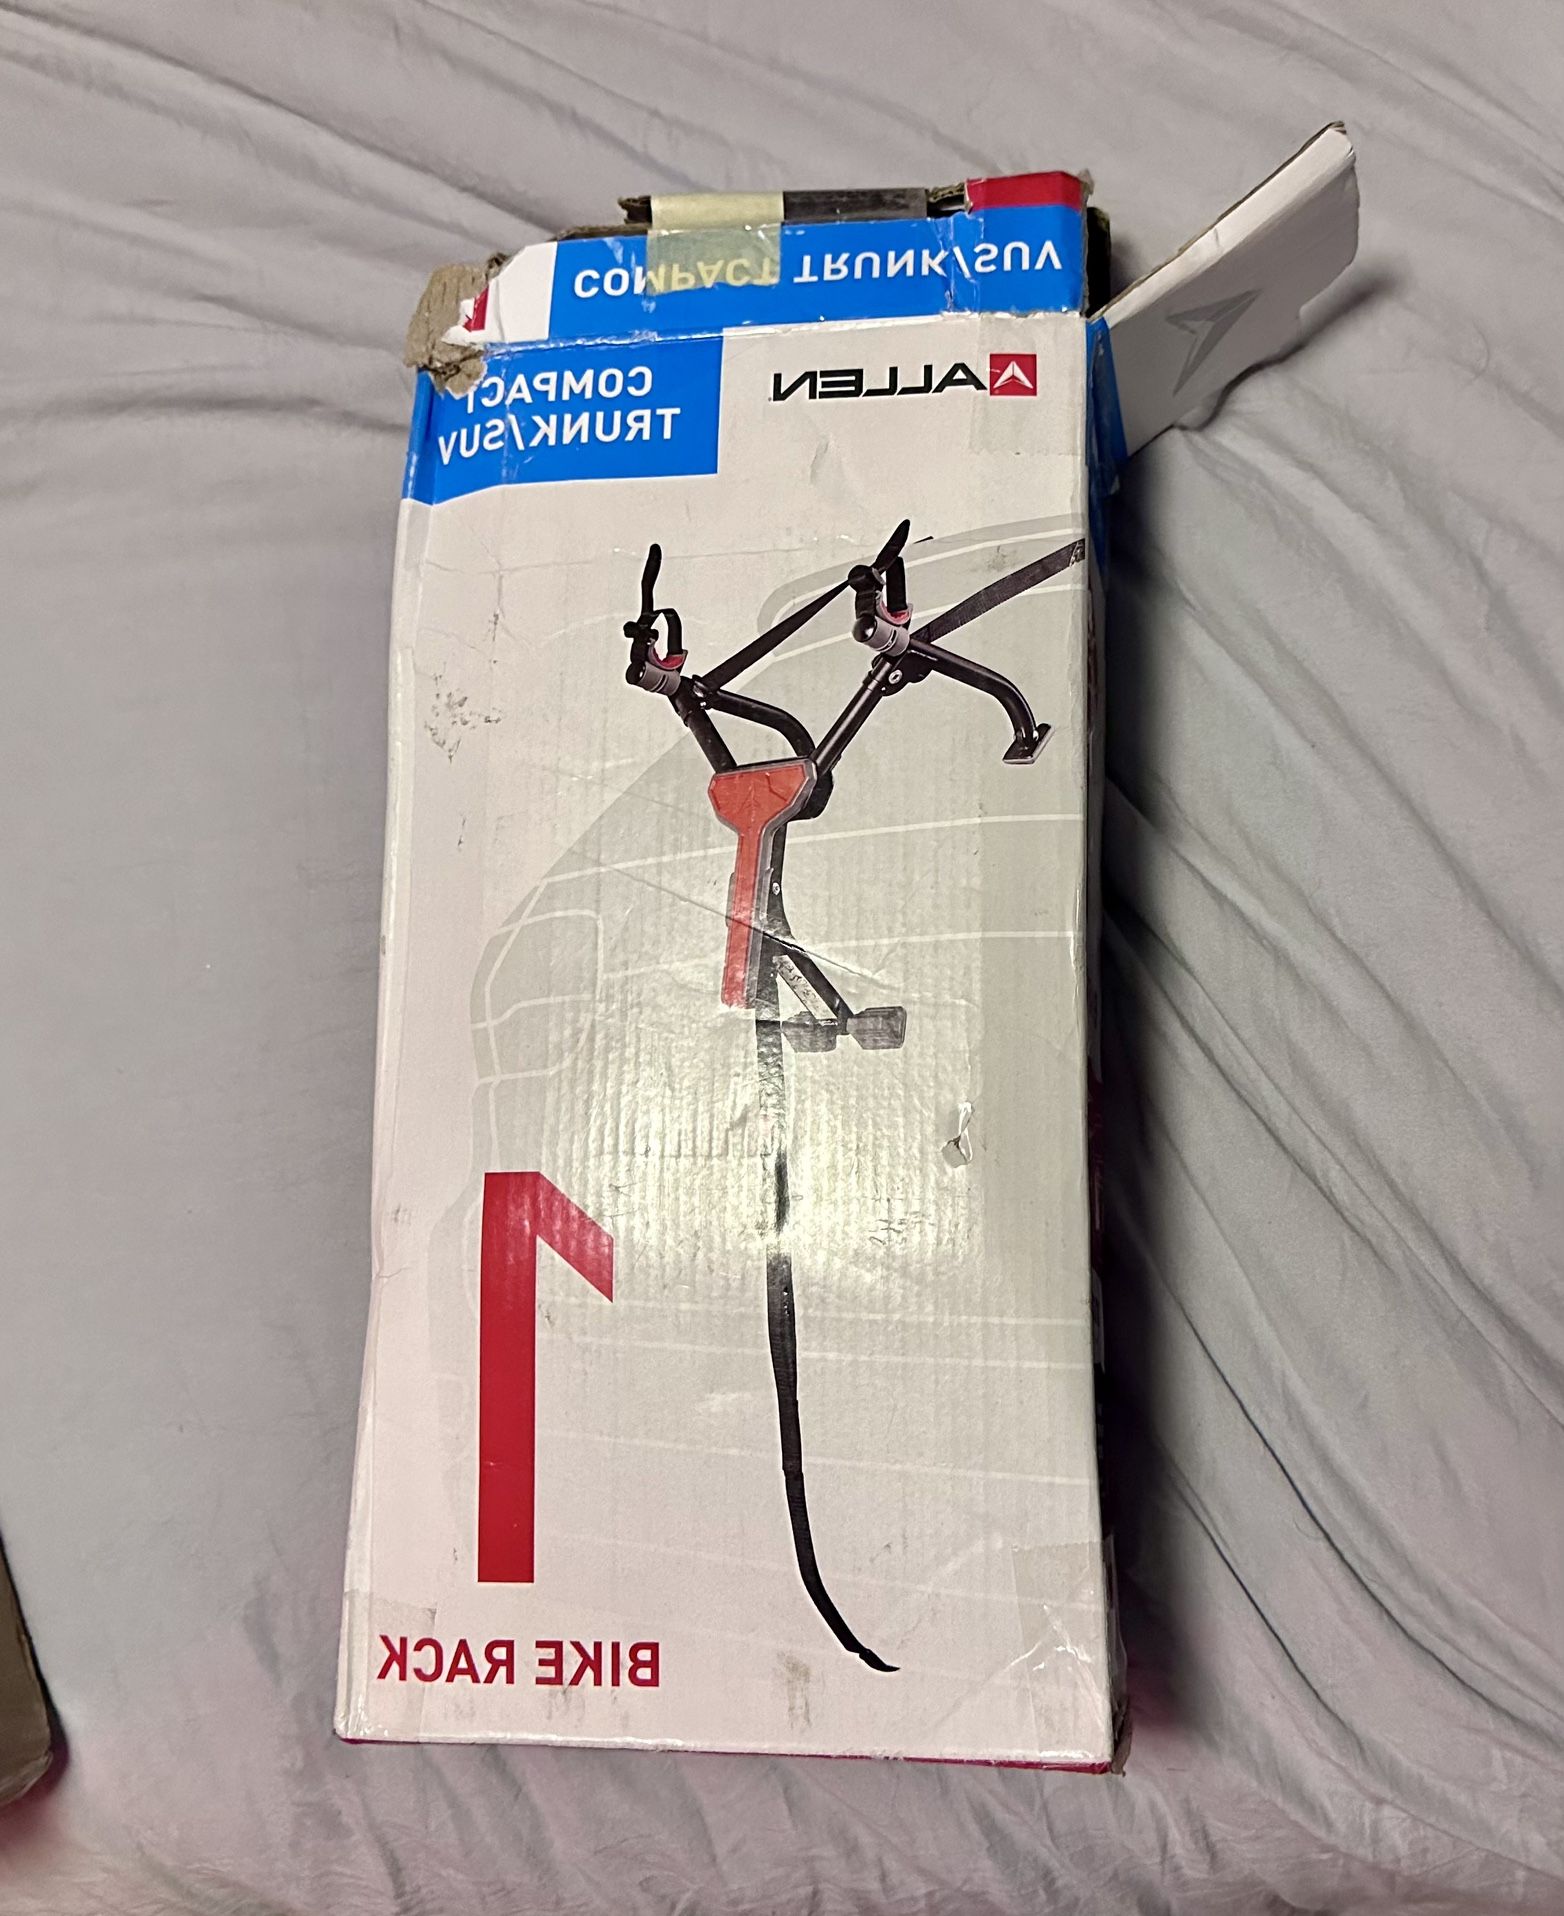 COMPACT TRUNK/SUV
ALLEN
COMPACT
TRUNK/SUV
1
BIKE RACK